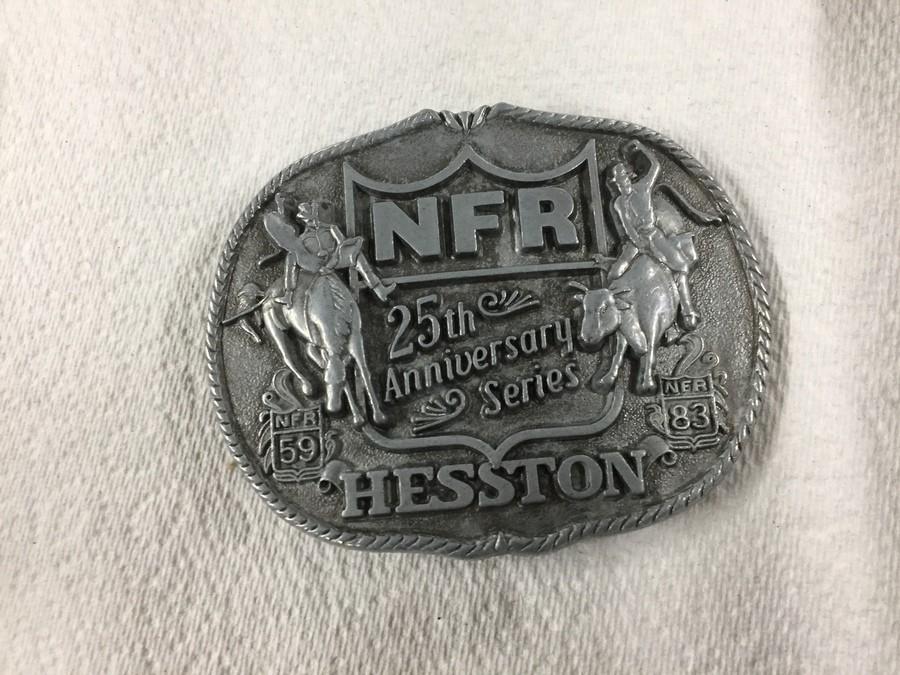 NFR
25th
Anniversary
Series
NFR
59
NFR
83
HESSTON